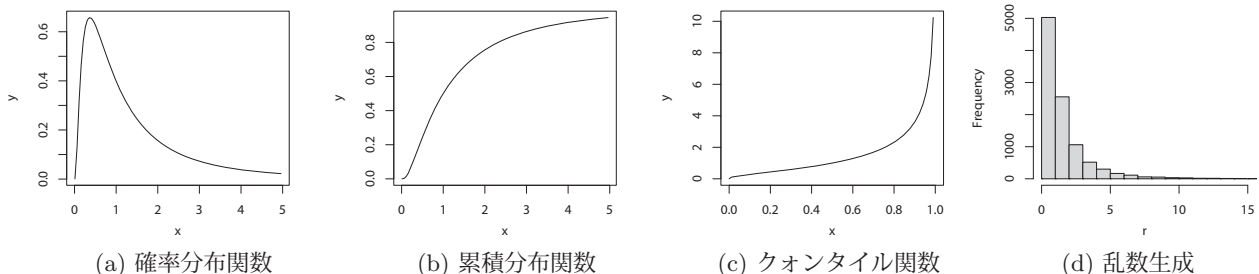 y
0.0 0.2 0.4 0.6
0 1 2 3 4 5
x
(a) 確率分布関数
y
0.0 0.2 0.4 0.6 0.8
0 1 2 3 4 5
x
(b) 累積分布関数
y
0 2 4 6 8 10
0.0 0.2 0.4 0.6 0.8 1.0
x
(c) クォンタイル関数
Frequency
0 1000 3000 5000
0 5 10 15
r
(d) 乱数生成